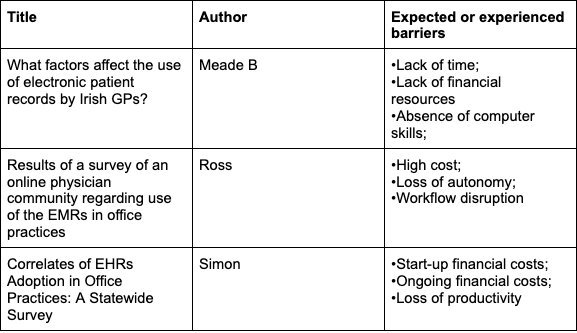 Title
Author
Expected or experienced
barriers
What factors affect the use
of electronic patient
records by Irish GPs?
Meade B
•Lack of time;
•Lack of financial
resources
•Absence of computer
skills;
Results of a survey of an
online physician
community regarding use
of the EMRs in office
practices
Ross
•High cost;
•Loss of autonomy;
•Workflow disruption
Correlates of EHRs
Adoption in Office
Practices: A Statewide
Survey
Simon
•Start-up financial costs;
•Ongoing financial costs;
•Loss of productivity